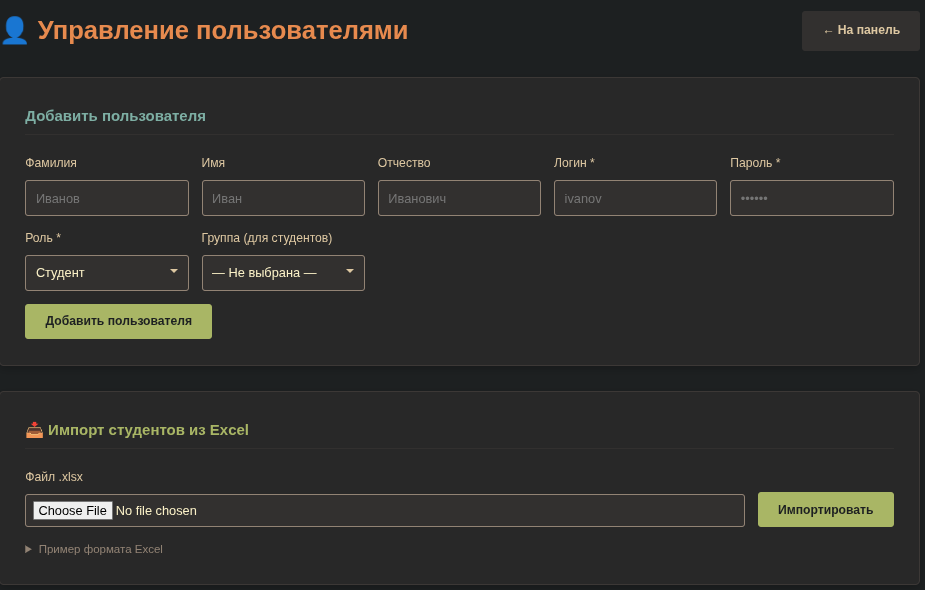 Управление пользователями
← На панель
Добавить пользователя
Фамилия Имя Отчество Логин * Пароль *
Иванов Иван Иванович ivanov ••••••
Роль * Группа (для студентов)
Студент — Не выбрана —
Добавить пользователя
Импорт студентов из Excel
Файл .xlsx
Choose File No file chosen Импортировать
Пример формата Excel